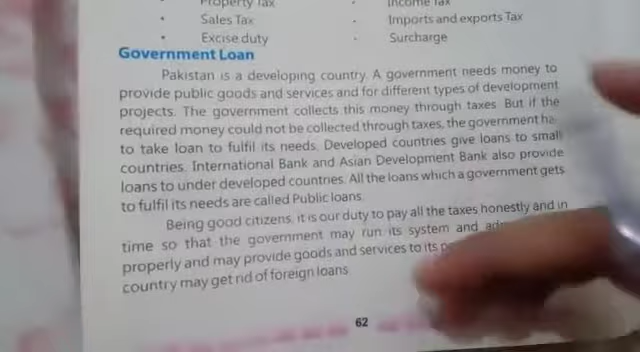 Property Tax
Income Tax
• Sales Tax
• Imports and exports Tax
• Excise duty
• Surcharge
Government Loan
Pakistan is a developing country. A government needs money to
provide public goods and services and for different types of development
projects. The government collects this money through taxes. But if the
required money could not be collected through taxes, the government ha
to take loan to fulfil its needs. Developed countries give loans to small
countries. International Bank and Asian Development Bank also provide
loans to under developed countries. All the loans which a government gets
to fulfil its needs are called Public loans.
Being good citizens, it is our duty to pay all the taxes honestly and in
time so that the government may run its system and
properly and may provide goods and services to its
country may get rid of foreign loans
62